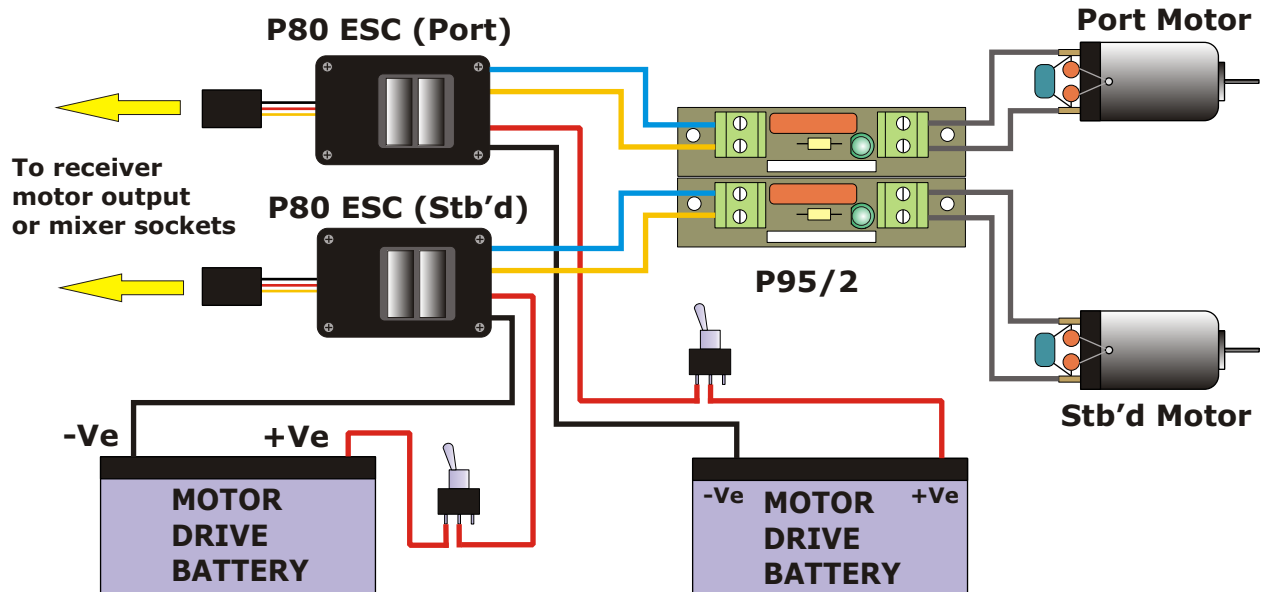 P80 ESC (Port)
Port Motor
To receiver
motor output
or mixer sockets
P80 ESC (Stb’d)
P95/2
Stb’d Motor
-Ve
+Ve
MOTOR
DRIVE
BATTERY
-Ve
+Ve
MOTOR
DRIVE
BATTERY